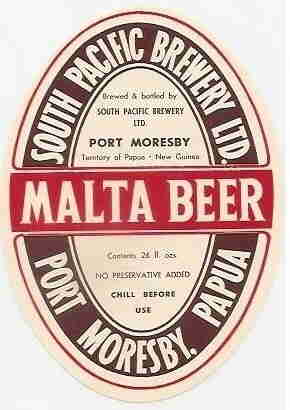 SOUTH PACIFIC BREWERY LTD
Brewed & bottled by
SOUTH PACIFIC BREWERY
LTD.
PORT MORESBY
Territory of Papua - New Guinea
MALTA BEER
Contents 26 fl. ozs
NO PRESERVATIVE ADDED
CHILL BEFORE
USE
PORT MORESBY. PAPUA